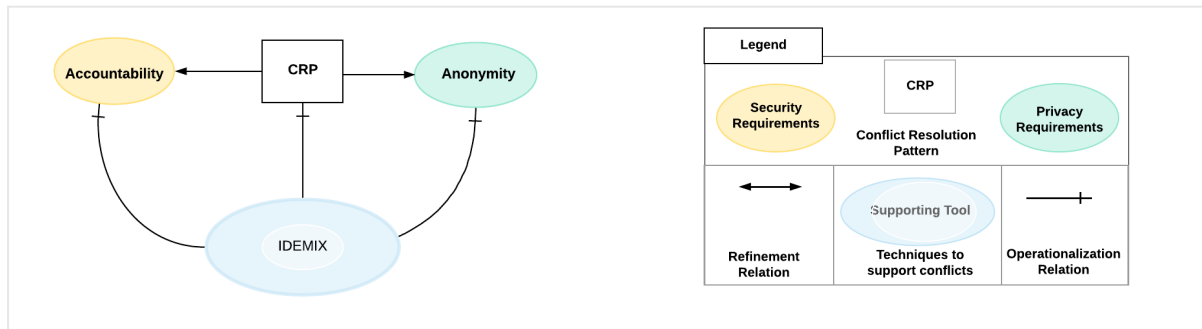 Accountability
CRP
Anonymity
IDEMIX
Legend
Security
Requirements
CRP
Conflict Resolution
Pattern
Privacy
Requirements
Refinement
Relation
Supporting Tool
Techniques to
support conflicts
Operationalization
Relation